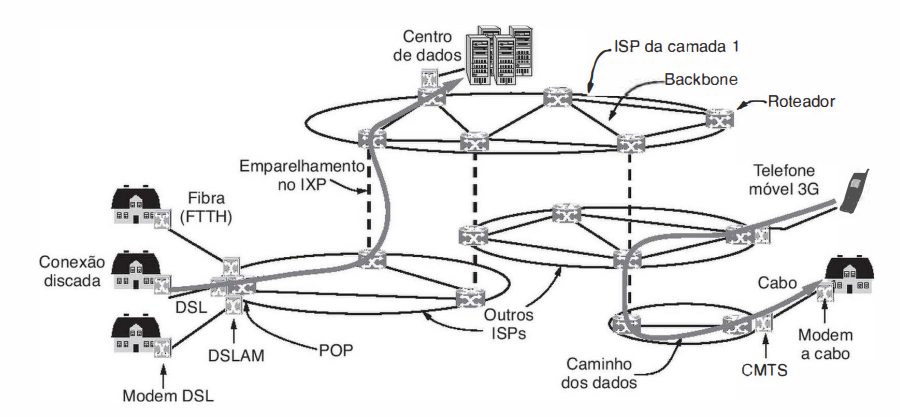 Centro
de dados
ISP da camada 1
Backbone
Roteador
Emparelhamento
no IXP
Telefone
móvel 3G
Fibra
(FTTH)
Conexão
discada
DSL
Cabo
Outros
ISPs
DSLAM
POP
Modem DSL
Caminho
dos dados
CMTS
Modem
a cabo